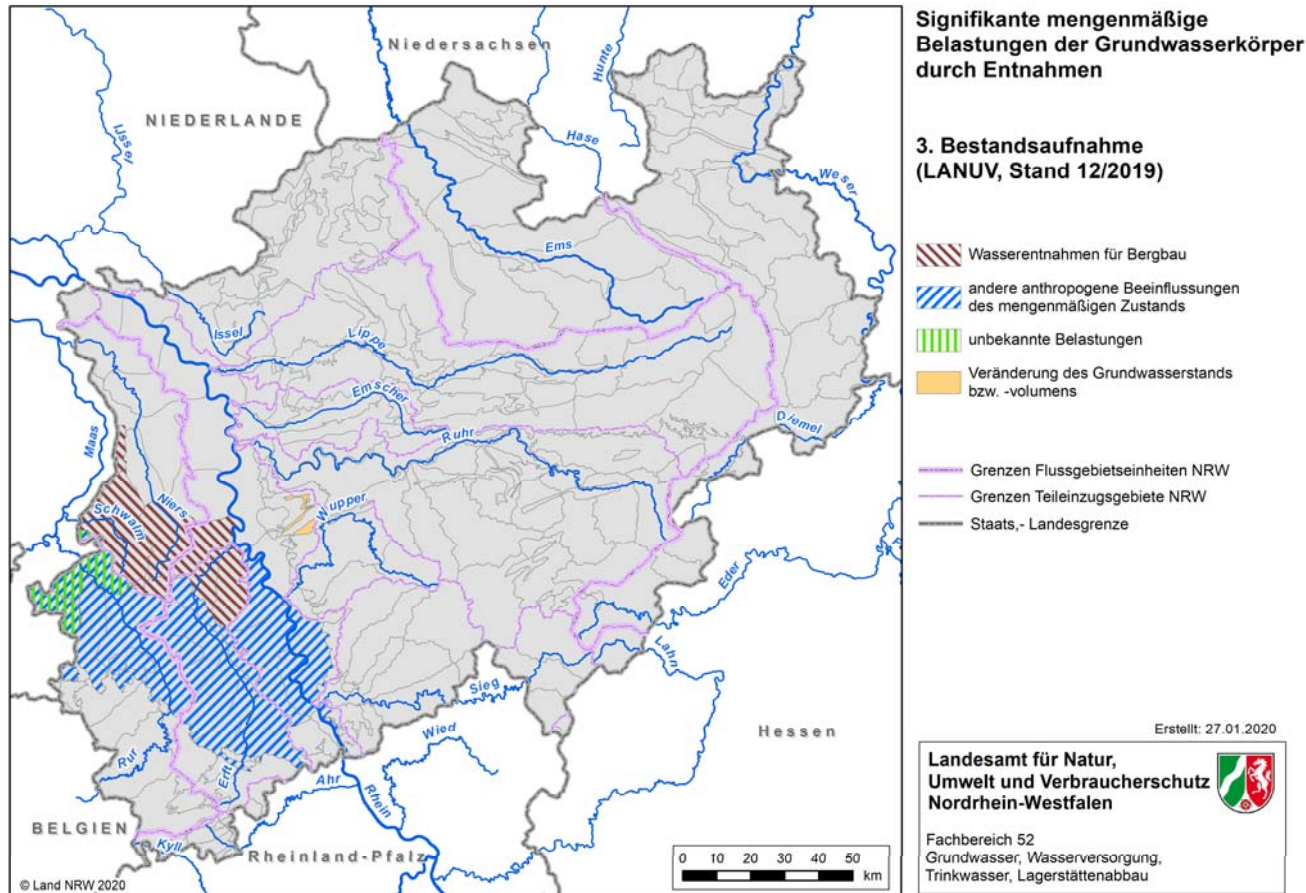 Signifikante mengenmäßige
Belastungen der Grundwasserkörper
durch Entnahmen
3. Bestandsaufnahme
(LANUV, Stand 12/2019)
Wasserentnahmen für Bergbau
andere anthropogene Beeinflussungen
des mengenmäßigen Zustands
unbekannte Belastungen
Veränderung des Grundwasserstands
bzw. -volumens
Grenzen Flussgebietseinheiten NRW
Grenzen Teileinzugsgebiete NRW
Staats,- Landesgrenze
Niedersachsen
Hunte
IJssel
NIEDERLANDE
Hase
Weser
Ems
Issel
Lippe
Emscher
Diemel
Ruhr
Maas
Niers
Wupper
Schwalm
Eder
Lahn
Sieg
Wied
Hessen
Rur
Erft
Ahr
Rhein
BELGIEN
Kyll
Rheinland-Pfalz
0 10 20 30 40 50
km
© Land NRW 2020
Erstellt: 27.01.2020
Landesamt für Natur,
Umwelt und Verbraucherschutz
Nordrhein-Westfalen
Fachbereich 52
Grundwasser, Wasserversorgung,
Trinkwasser, Lagerstättenabbau